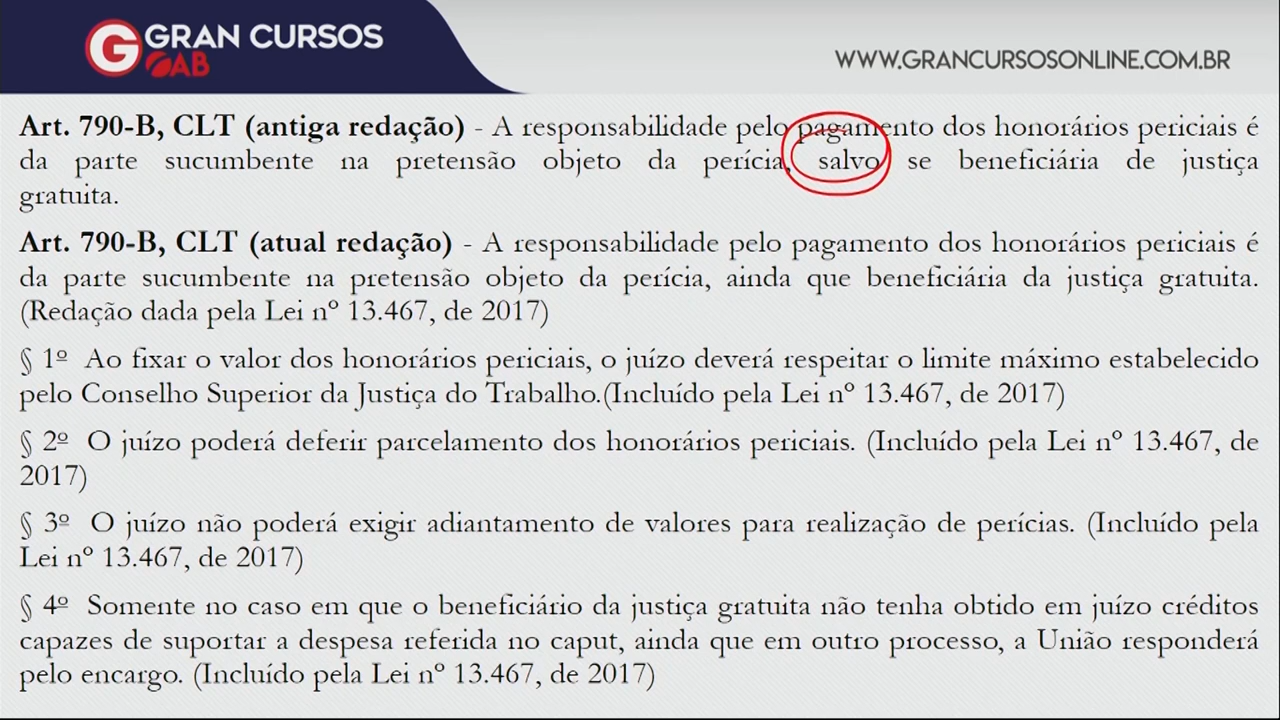 GRAN CURSOS
OAB
WWW.GRANCURSOSONLINE.COM.BR
Art. 790-B, CLT (antiga redação) - A responsabilidade pelo pagamento dos honorários periciais é
da parte sucumbente na pretensão objeto da perícia, salvo se beneficiária de justiça
gratuita.
Art. 790-B, CLT (atual redação) - A responsabilidade pelo pagamento dos honorários periciais é
da parte sucumbente na pretensão objeto da perícia, ainda que beneficiária da justiça gratuita.
(Redação dada pela Lei nº 13.467, de 2017)
§ 1º Ao fixar o valor dos honorários periciais, o juízo deverá respeitar o limite máximo estabelecido
pelo Conselho Superior da Justiça do Trabalho.(Incluído pela Lei nº 13.467, de 2017)
§ 2º O juízo poderá deferir parcelamento dos honorários periciais. (Incluído pela Lei nº 13.467, de
2017)
§ 3º O juízo não poderá exigir adiantamento de valores para realização de perícias. (Incluído pela
Lei nº 13.467, de 2017)
§ 4º Somente no caso em que o beneficiário da justiça gratuita não tenha obtido em juízo créditos
capazes de suportar a despesa referida no caput, ainda que em outro processo, a União responderá
pelo encargo. (Incluído pela Lei nº 13.467, de 2017)